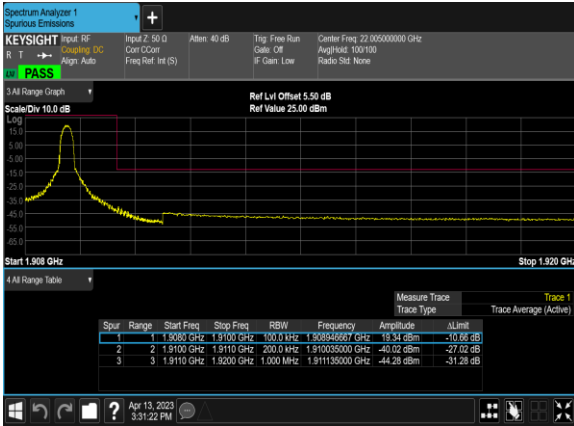 Spectrum Analyzer 1
Spurious Emissions
+
KEYSIGHT Input: RF Input Z: 50 Ω Atten: 40 dB Trig: Free Run Center Freq: 22.005000000 GHz
R T Coupling: DC Corr CCorr Gate: Off Avg|Hold: 100/100
Align: Auto Freq Ref: Int (S) IF Gain: Low Radio Std: None
LM PASS
3 All Range Graph Ref Lvl Offset 5.50 dB
Scale/Div 10.0 dB Ref Value 25.00 dBm
Log
15.0
5.00
-5.00
-15.0
-25.0
-35.0
-45.0
-55.0
-65.0
Start 1.908 GHz Stop 1.920 GHz
4 All Range Table
Measure Trace Trace 1
Trace Type Trace Average (Active)
Spur Range Start Freq Stop Freq RBW Frequency Amplitude ΔLimit
1 1 1.9080 GHz 1.9100 GHz 100.0 kHz 1.908946667 GHz 19.34 dBm -10.66 dB
2 2 1.9100 GHz 1.9110 GHz 200.0 kHz 1.910035000 GHz -40.02 dBm -27.02 dB
3 3 1.9110 GHz 1.9200 GHz 1.000 MHz 1.911135000 GHz -44.28 dBm -31.28 dB
? Apr 13, 2023
3:31:22 PM